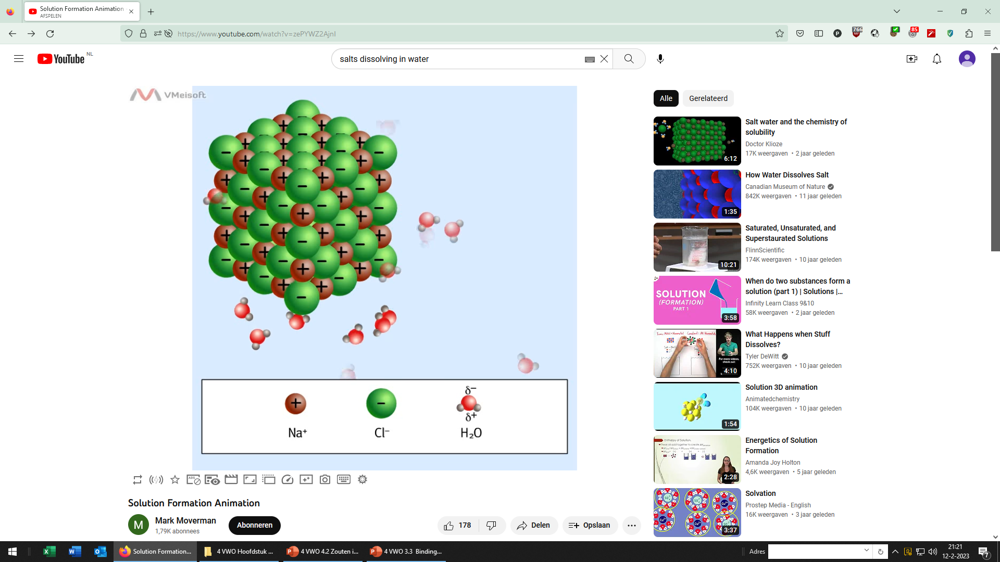 Solution Formation Animation
AFSPELEN
https://www.youtube.com/watch?v=zePYWZ2AjnI
766
85
YouTube NL
salts dissolving in water
VMeisoft
Na⁺
Cl⁻
δ⁻
δ⁺
H₂O
Solution Formation Animation
M
Mark Moverman
1,79K abonnees
Abonneren
178
Delen
Opslaan
Alle
Gerelateerd
6:12
Salt water and the chemistry of
solubility
Doctor Klioze
17K weergaven • 2 jaar geleden
1:35
How Water Dissolves Salt
Canadian Museum of Nature
842K weergaven • 11 jaar geleden
10:21
Saturated, Unsaturated, and
Superstaurated Solutions
FlinnScientific
174K weergaven • 10 jaar geleden
SOLUTION
(FORMATION)
PART 1
3:58
When do two substances form a
solution (part 1) | Solutions |...
Infinity Learn Class 9&10
58K weergaven • 2 jaar geleden
For more videos,
check out:
4:10
What Happens when Stuff
Dissolves?
Tyler DeWitt
752K weergaven • 10 jaar geleden
1:54
Solution 3D animation
Animatedchemistry
104K weergaven • 10 jaar geleden
Enthalpy of Solution.
2:28
Energetics of Solution
Formation
Amanda Joy Holton
4,6K weergaven • 5 jaar geleden
3:37
Solvation
Prostep Media - English
16K weergaven • 3 jaar geleden
Solution Formation...
4 VWO Hoofdstuk ...
4 VWO 4.2 Zouten i...
4 VWO 3.3 Binding...
Adres
21:21
12-2-2023
7